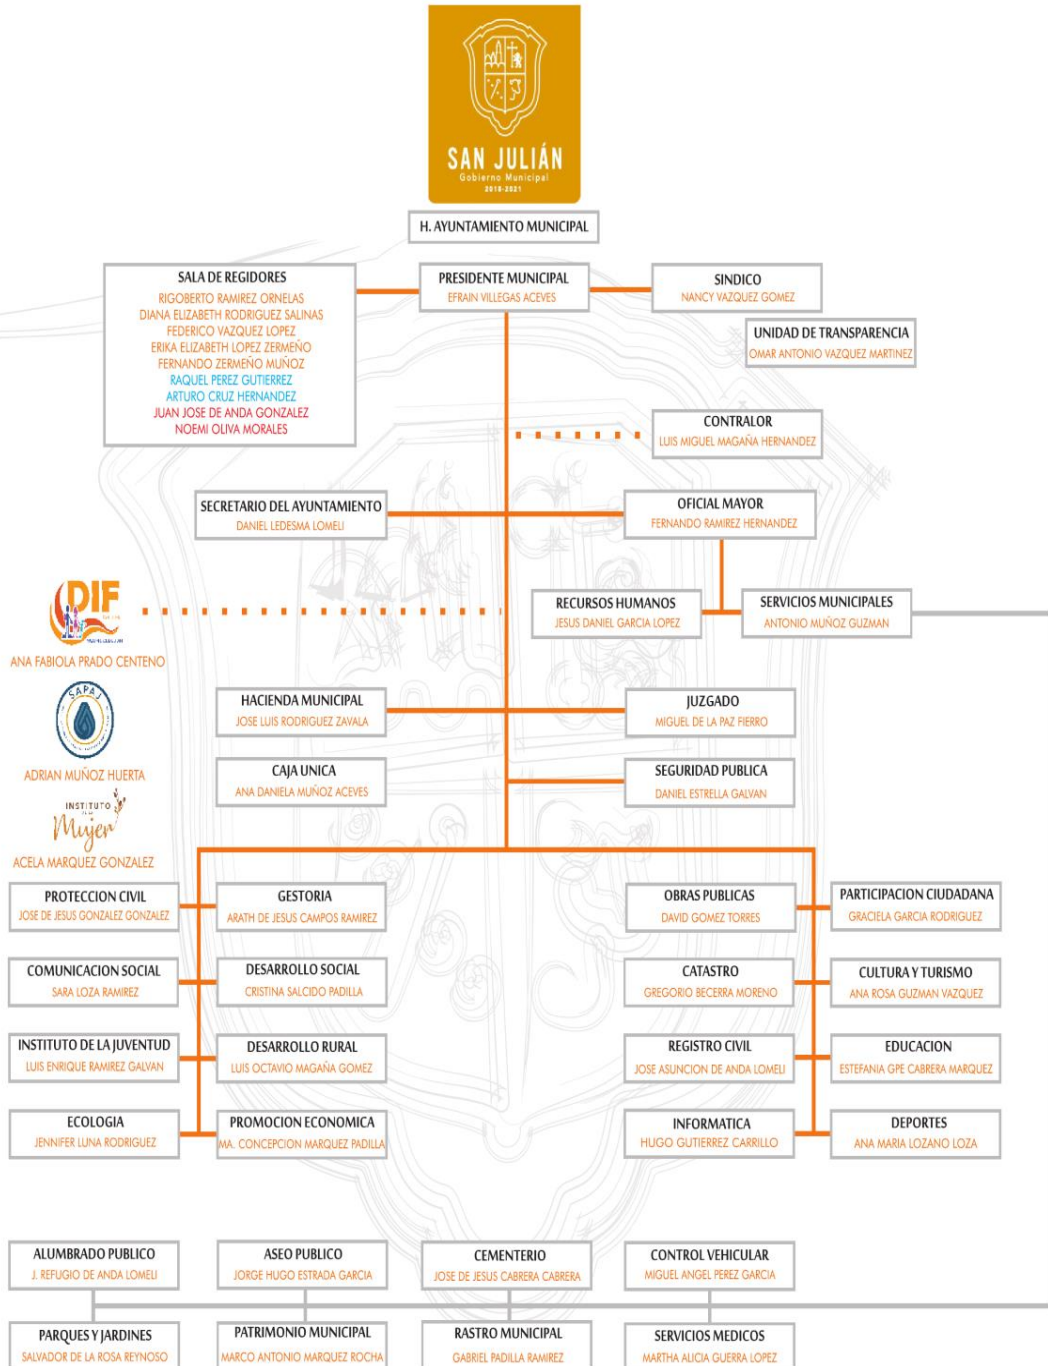 SAN JULIÁN
Gobierno Municipal
2018-2021
H. AYUNTAMIENTO MUNICIPAL
SALA DE REGIDORES
RIGOBERTO RAMIREZ ORNELAS
DIANA ELIZABETH RODRIGUEZ SALINAS
FEDERICO VAZQUEZ LOPEZ
ERIKA ELIZABETH LOPEZ ZERMEÑO
FERNANDO ZERMEÑO MUÑOZ
RAQUEL PEREZ GUTIERREZ
ARTURO CRUZ HERNANDEZ
JUAN JOSE DE ANDA GONZALEZ
NOEMI OLIVA MORALES
PRESIDENTE MUNICIPAL
EFRAIN VILLEGAS ACEVES
SINDICO
NANCY VAZQUEZ GOMEZ
UNIDAD DE TRANSPARENCIA
OMAR ANTONIO VAZQUEZ MARTINEZ
CONTRALOR
LUIS MIGUEL MAGAÑA HERNANDEZ
SECRETARIO DEL AYUNTAMIENTO
DANIEL LEDESMA LOMELI
OFICIAL MAYOR
FERNANDO RAMIREZ HERNANDEZ
RECURSOS HUMANOS
JESUS DANIEL GARCIA LOPEZ
SERVICIOS MUNICIPALES
ANTONIO MUÑOZ GUZMAN
DIF
ANA FABIOLA PRADO CENTENO
SAPAJ
ADRIAN MUÑOZ HUERTA
INSTITUTO
Mujer
ACELA MARQUEZ GONZALEZ
HACIENDA MUNICIPAL
JOSE LUIS RODRIGUEZ ZAVALA
JUZGADO
MIGUEL DE LA PAZ FIERRO
CAJA UNICA
ANA DANIELA MUÑOZ ACEVES
SEGURIDAD PUBLICA
DANIEL ESTRELLA GALVAN
PROTECCION CIVIL
JOSE DE JESUS GONZALEZ GONZALEZ
GESTORIA
ARATH DE JESUS CAMPOS RAMIREZ
OBRAS PUBLICAS
DAVID GOMEZ TORRES
PARTICIPACION CIUDADANA
GRACIELA GARCIA RODRIGUEZ
COMUNICACION SOCIAL
SARA LOZA RAMIREZ
DESARROLLO SOCIAL
CRISTINA SALCIDO PADILLA
CATASTRO
GREGORIO BECERRA MORENO
CULTURA Y TURISMO
ANA ROSA GUZMAN VAZQUEZ
INSTITUTO DE LA JUVENTUD
LUIS ENRIQUE RAMIREZ GALVAN
DESARROLLO RURAL
LUIS OCTAVIO MAGAÑA GOMEZ
REGISTRO CIVIL
JOSE ASUNCION DE ANDA LOMELI
EDUCACION
ESTEFANIA GPE CABRERA MARQUEZ
ECOLOGIA
JENNIFER LUNA RODRIGUEZ
PROMOCION ECONOMICA
MA. CONCEPCION MARQUEZ PADILLA
INFORMATICA
HUGO GUTIERREZ CARRILLO
DEPORTES
ANA MARIA LOZANO LOZA
ALUMBRADO PUBLICO
J. REFUGIO DE ANDA LOMELI
ASEO PUBLICO
JORGE HUGO ESTRADA GARCIA
CEMENTERIO
JOSE DE JESUS CABRERA CABRERA
CONTROL VEHICULAR
MIGUEL ANGEL PEREZ GARCIA
PARQUES Y JARDINES
SALVADOR DE LA ROSA REYNOSO
PATRIMONIO MUNICIPAL
MARCO ANTONIO MARQUEZ ROCHA
RASTRO MUNICIPAL
GABRIEL PADILLA RAMIREZ
SERVICIOS MEDICOS
MARTHA ALICIA GUERRA LOPEZ